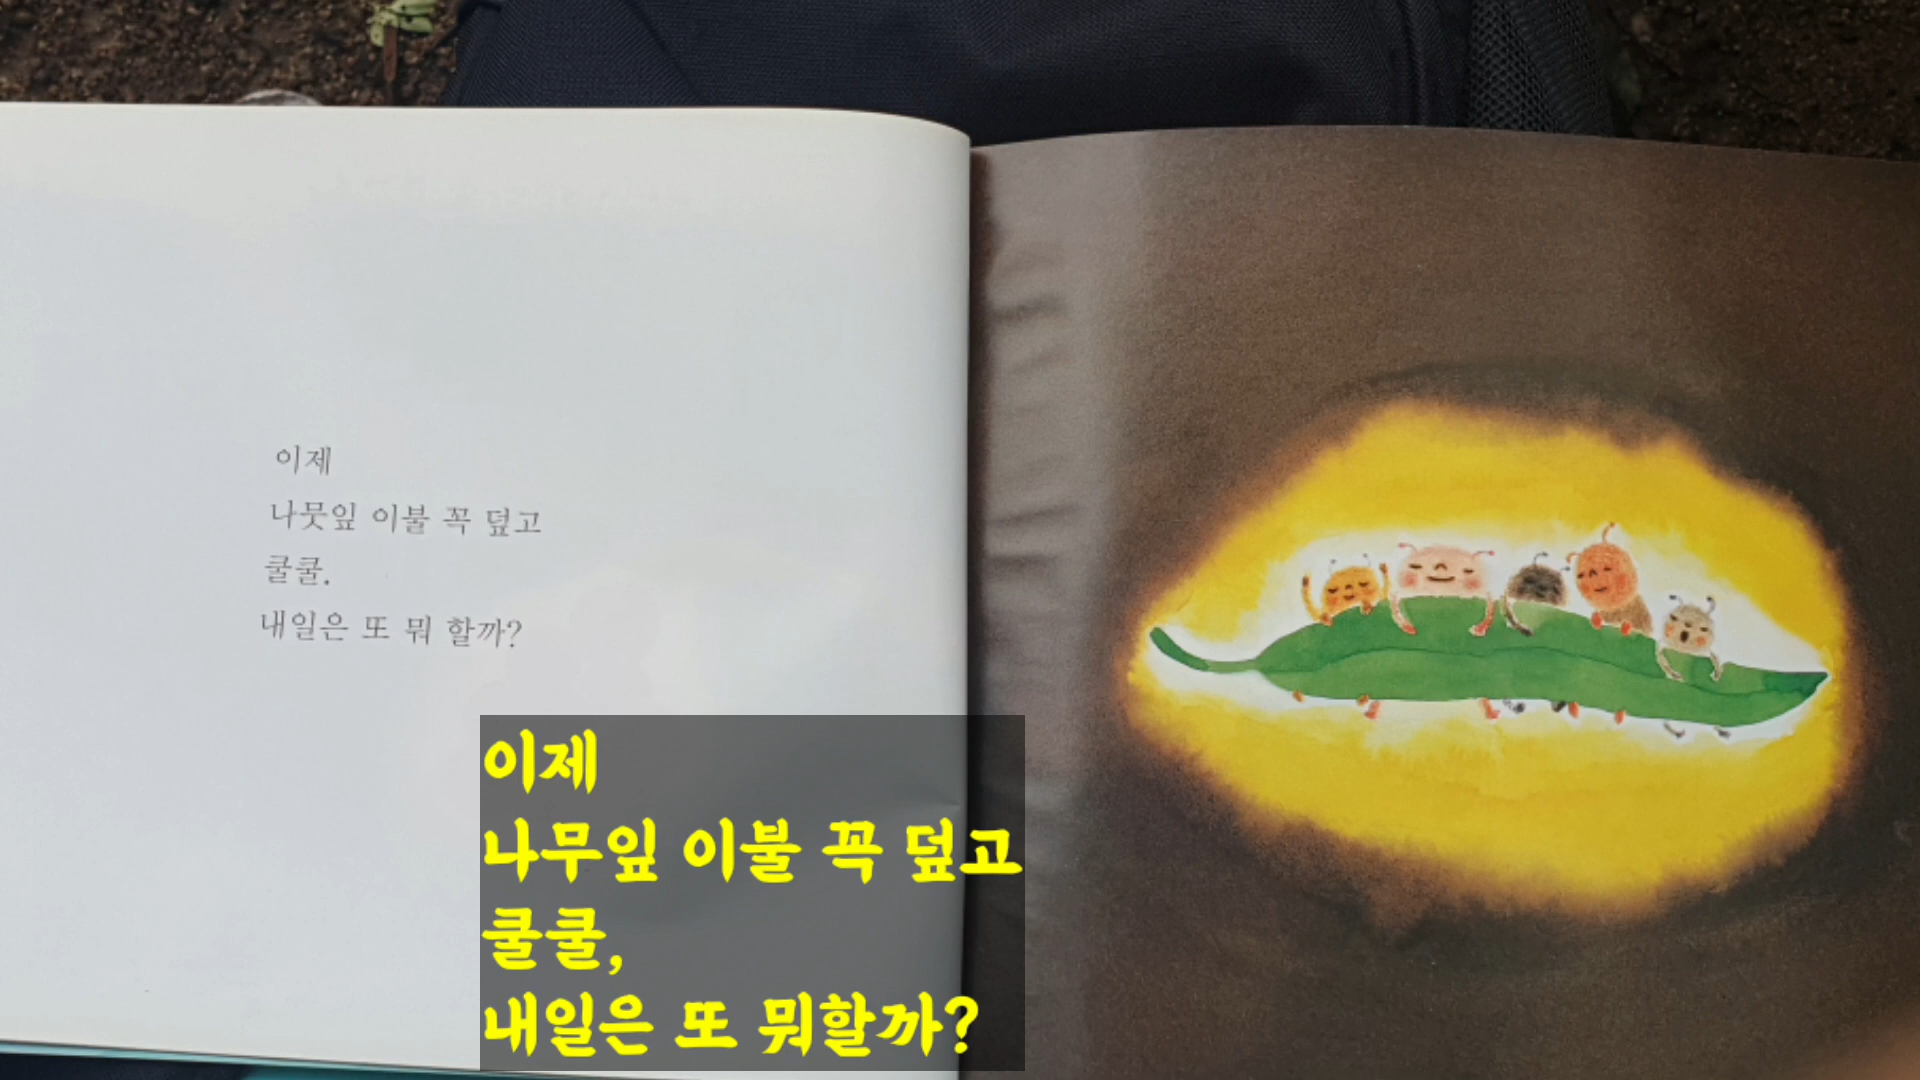 이제
나뭇잎 이불 꼭 덮고
쿨쿨.
내일은 또 뭐 할까?
이제
나무잎 이불 꼭 덮고
쿨쿨,
내일은 또 뭐할까?